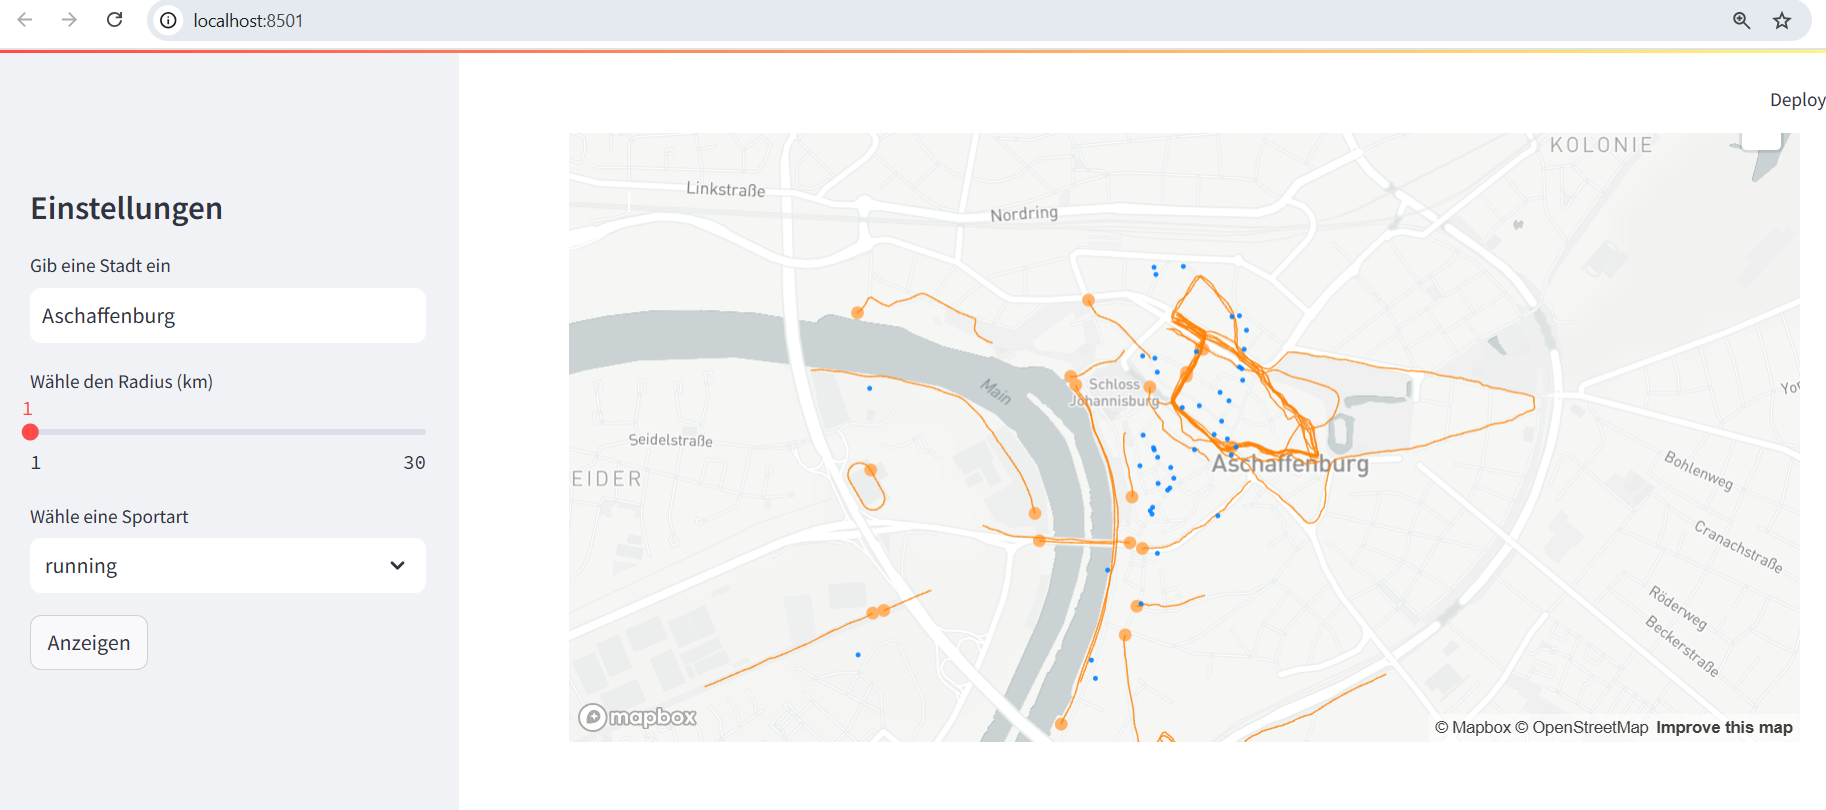 localhost:8501
Deploy
Einstellungen
Gib eine Stadt ein
Aschaffenburg
Wähle den Radius (km)
1
1
30
Wähle eine Sportart
running
Anzeigen
KOLONIE
Linkstraße
Nordring
Main
Schloss
Johannisburg
Seidelstraße
EIDER
Aschaffenburg
Bohlenweg
Cranachstraße
Röderweg
Beckerstraße
mapbox
© Mapbox © OpenStreetMap Improve this map